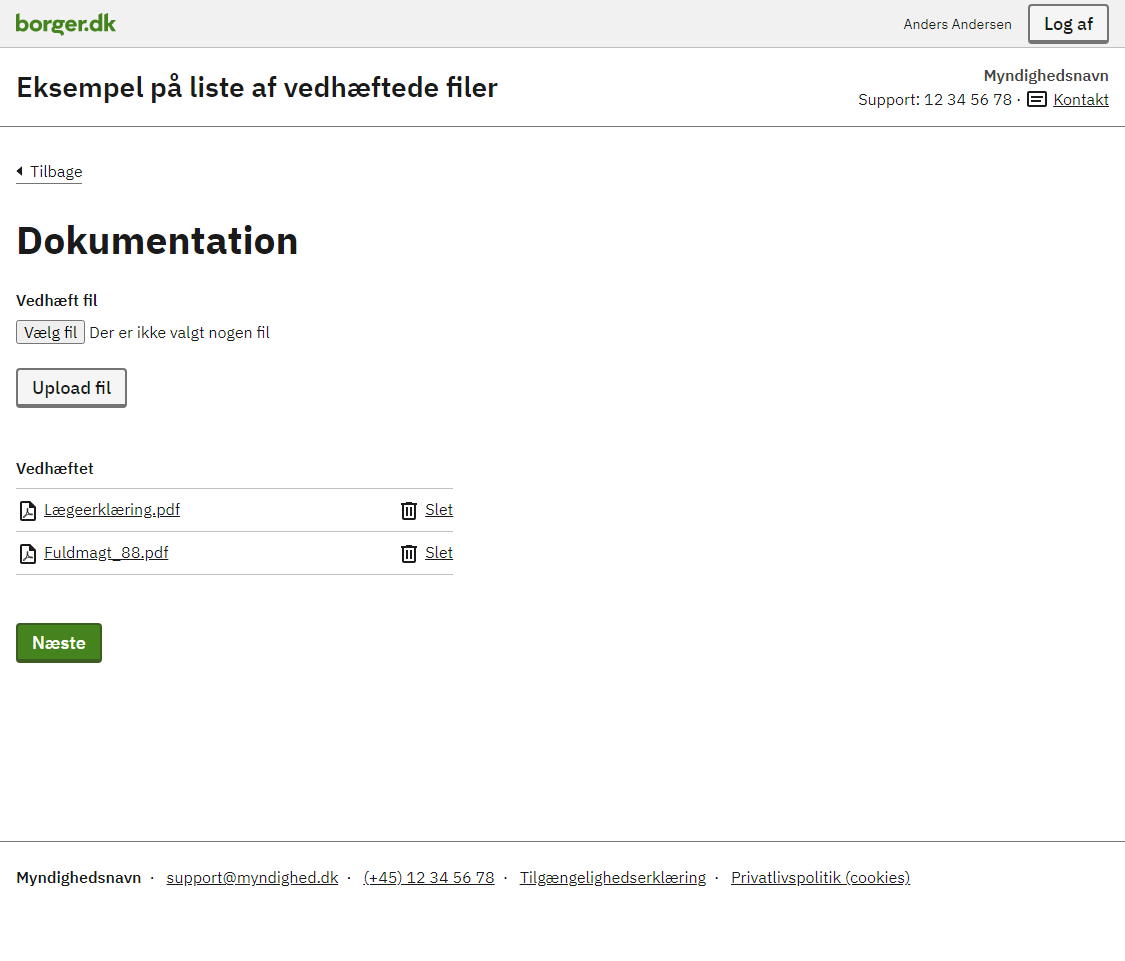 borger.dk
Anders Andersen
Log af
Eksempel på liste af vedhæftede filer
Myndighedsnavn
Support: 12 34 56 78 · Kontakt
Tilbage
Dokumentation
Vedhæft fil
Vælg fil Der er ikke valgt nogen fil
Upload fil
Vedhæftet
Lægeerklæring.pdf Slet
Fuldmagt_88.pdf Slet
Næste
Myndighedsnavn · support@myndighed.dk · (+45) 12 34 56 78 · Tilgængelighedserklæring · Privatlivspolitik (cookies)